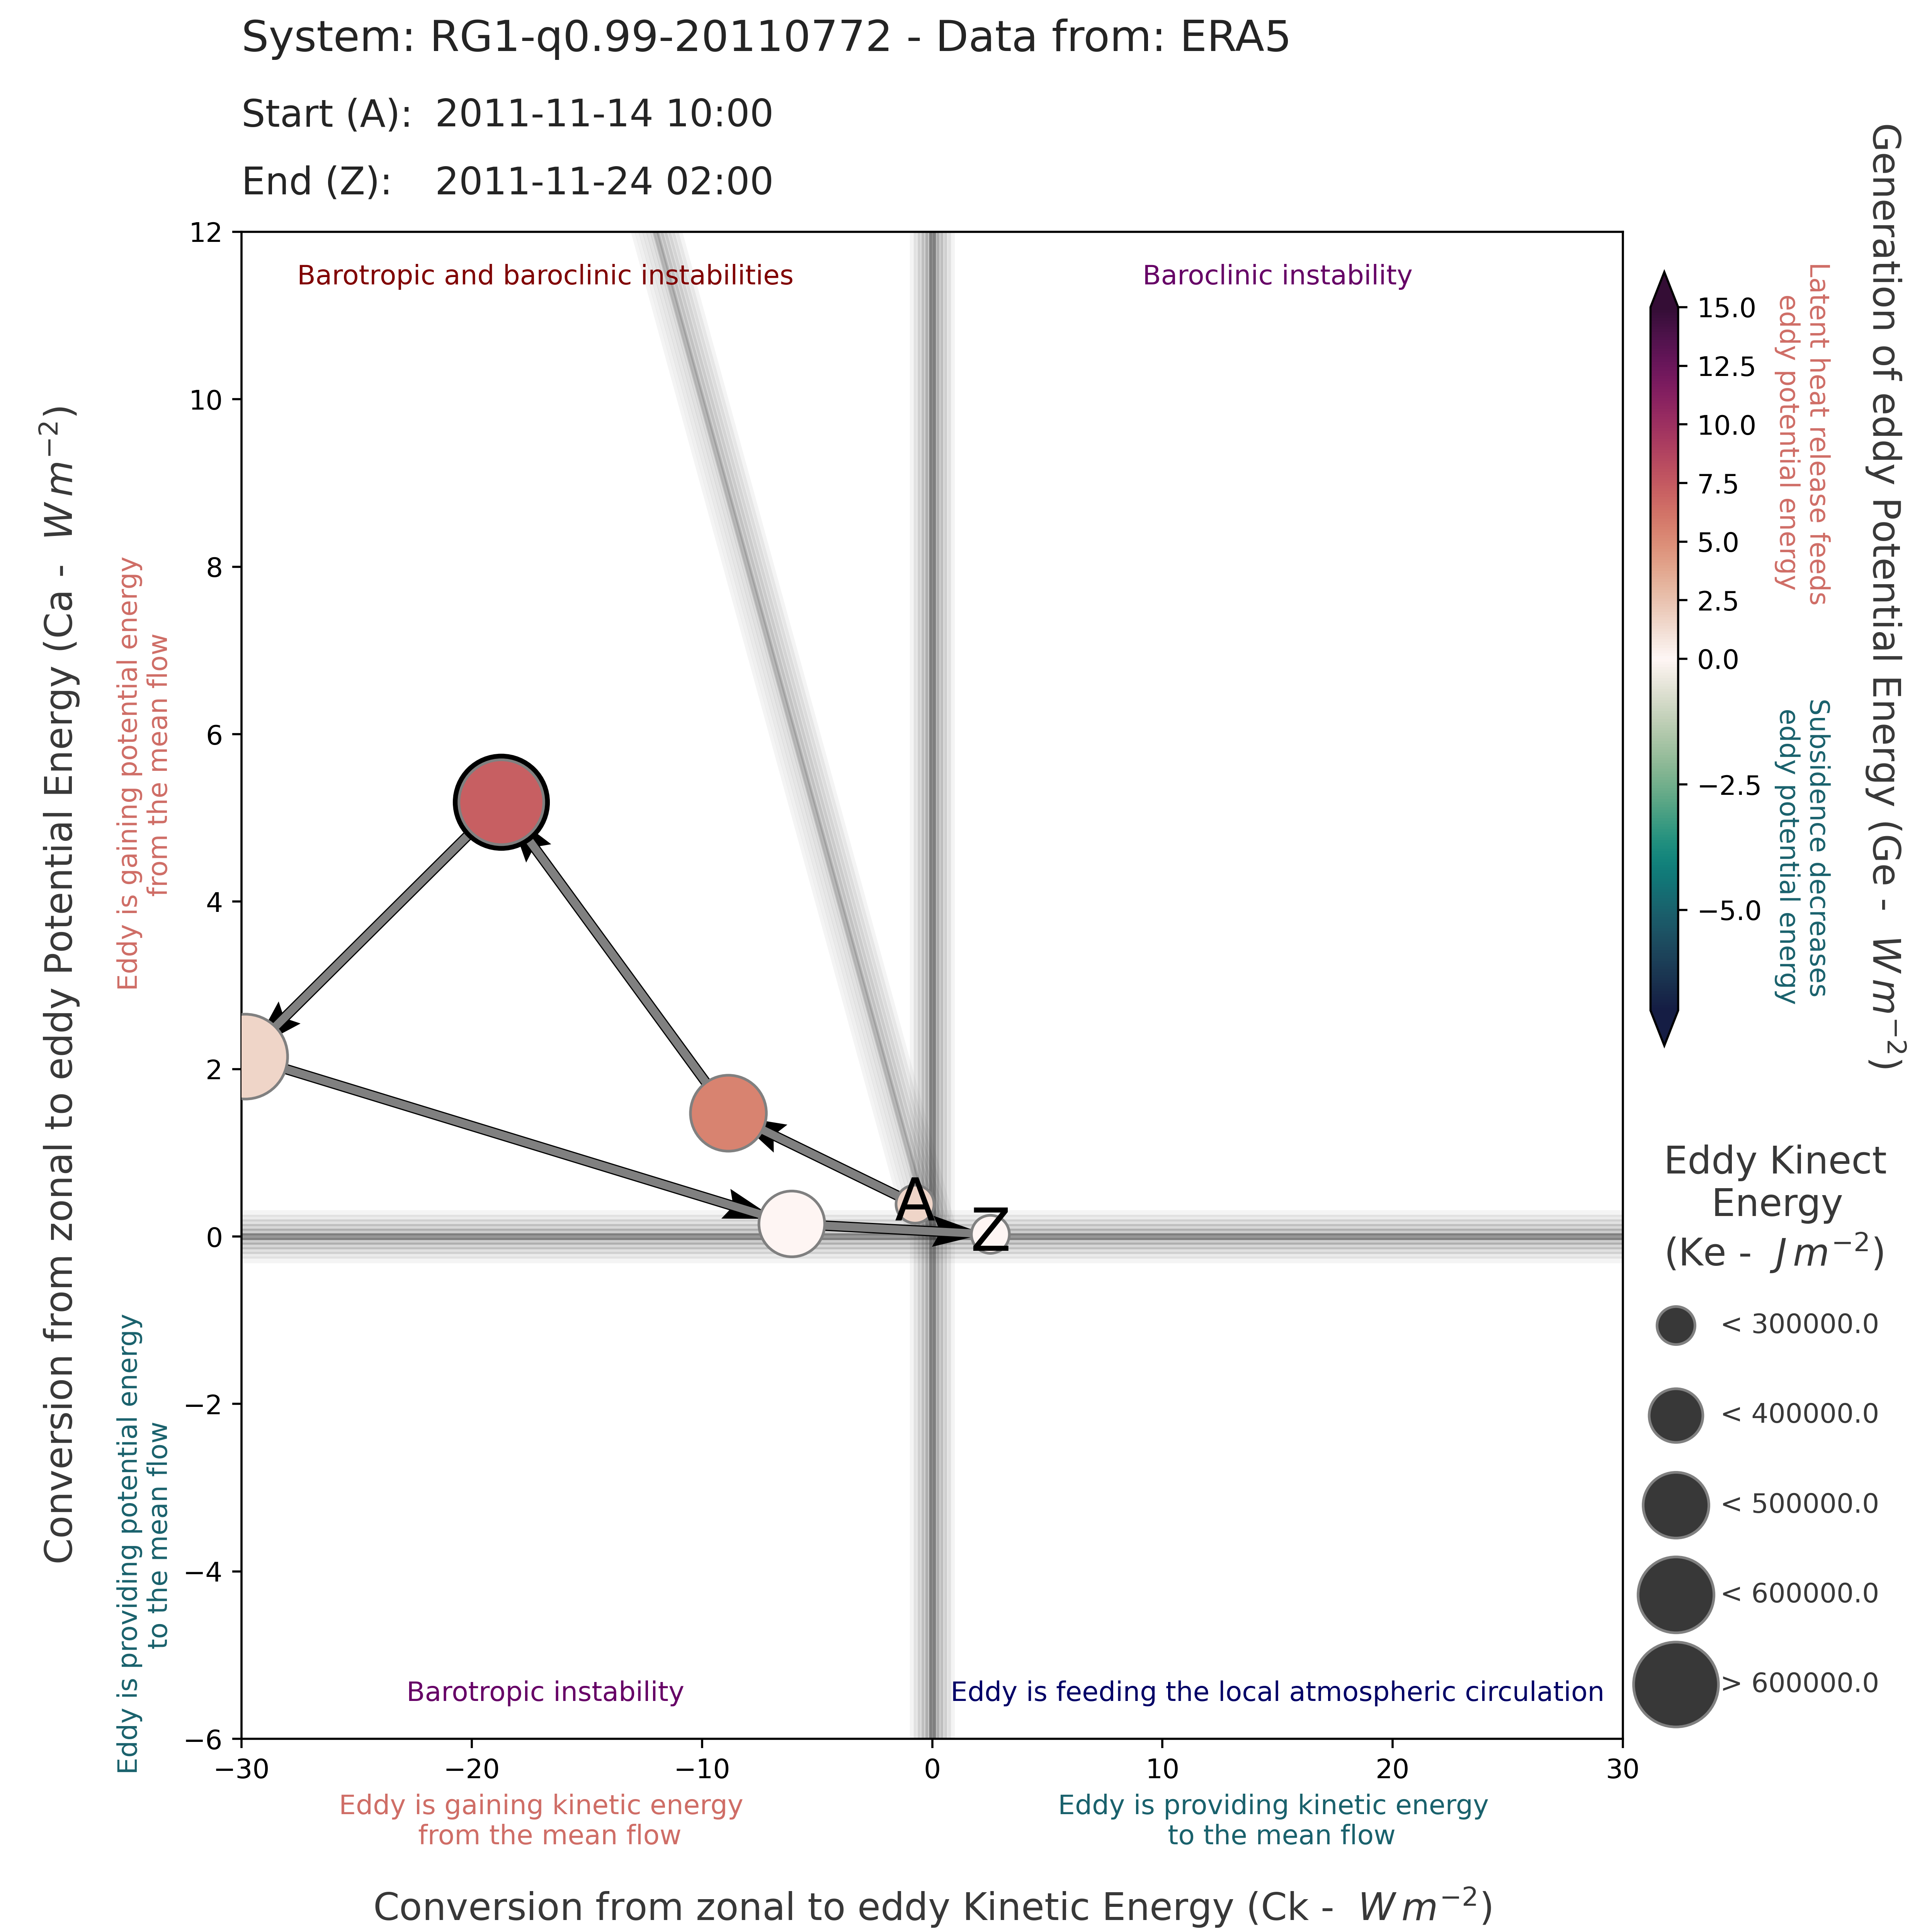 System: RG1-q0.99-20110772 - Data from: ERA5
Start (A): 2011-11-14 10:00
End (Z): 2011-11-24 02:00
Conversion from zonal to eddy Potential Energy (Ca - W m⁻²)
Eddy is gaining potential energy
from the mean flow
Eddy is providing potential energy
to the mean flow
12
10
8
6
4
2
0
−2
−4
−6
Barotropic and baroclinic instabilities
Baroclinic instability
A
Z
Barotropic instability
Eddy is feeding the local atmospheric circulation
−30
−20
−10
0
10
20
30
Eddy is gaining kinetic energy
from the mean flow
Eddy is providing kinetic energy
to the mean flow
Conversion from zonal to eddy Kinetic Energy (Ck - W m⁻²)
15.0
12.5
10.0
7.5
5.0
2.5
0.0
−2.5
−5.0
Latent heat release feeds
eddy potential energy
Subsidence decreases
eddy potential energy
Generation of eddy Potential Energy (Ge - W m⁻²)
Eddy Kinect
Energy
(Ke - J m⁻²)
< 300000.0
< 400000.0
< 500000.0
< 600000.0
> 600000.0